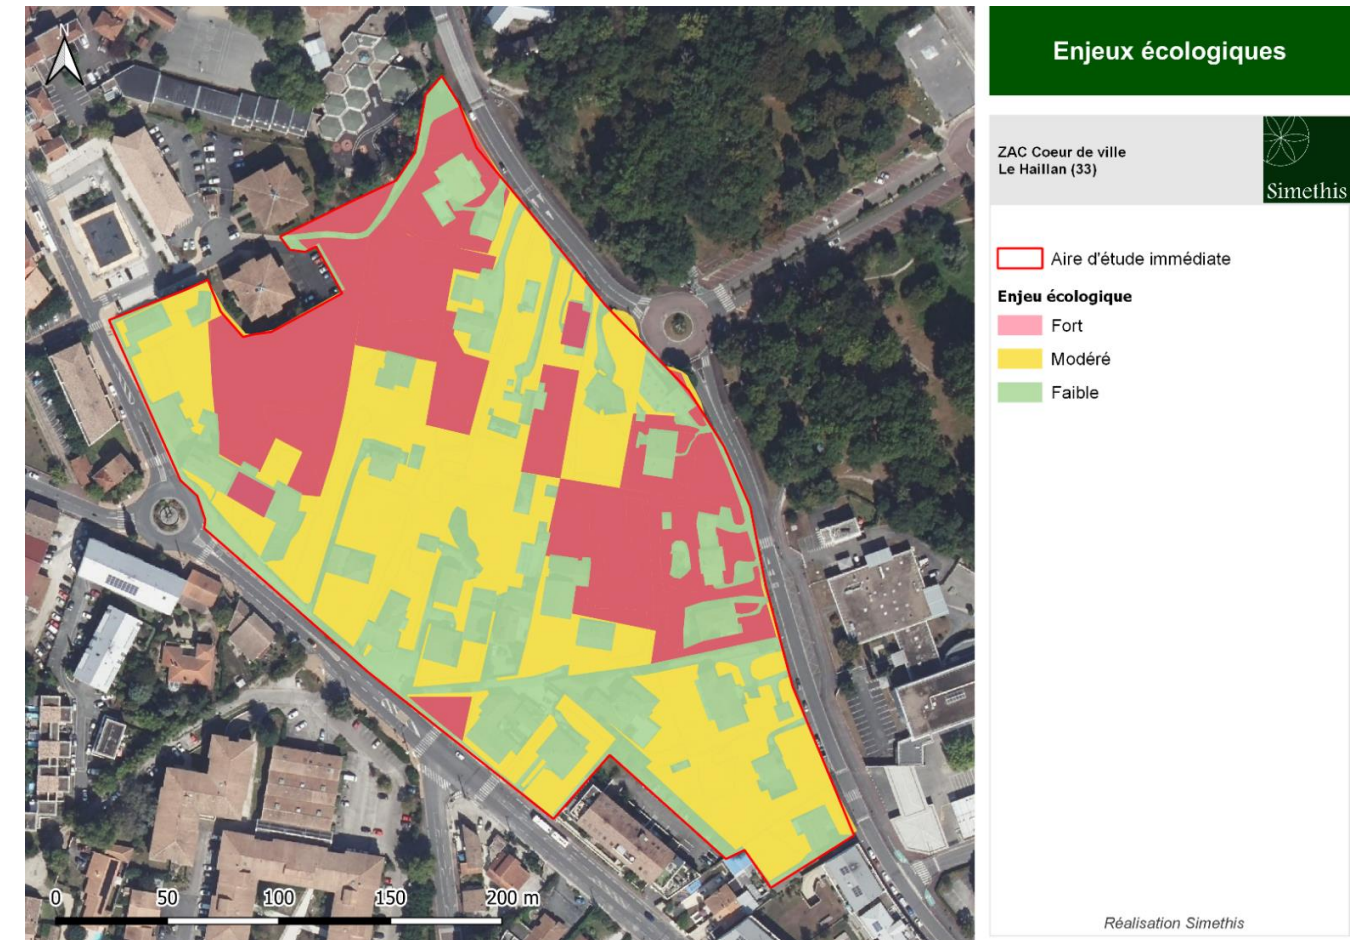 N
Enjeux écologiques
ZAC Coeur de ville
Le Haillan (33)
Simethis
Aire d'étude immédiate
Enjeu écologique
Fort
Modéré
Faible
0 50 100 150 200 m
Réalisation Simethis